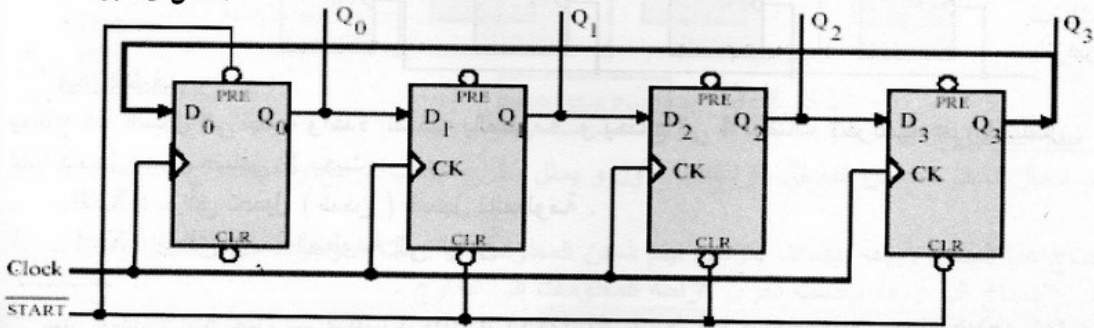 Q0 Q1 Q2 Q3
PRE PRE PRE PRE
D0 Q0 D1 Q1 D2 Q2 D3 Q3
CK CK CK
CLR CLR CLR CLR
Clock
START